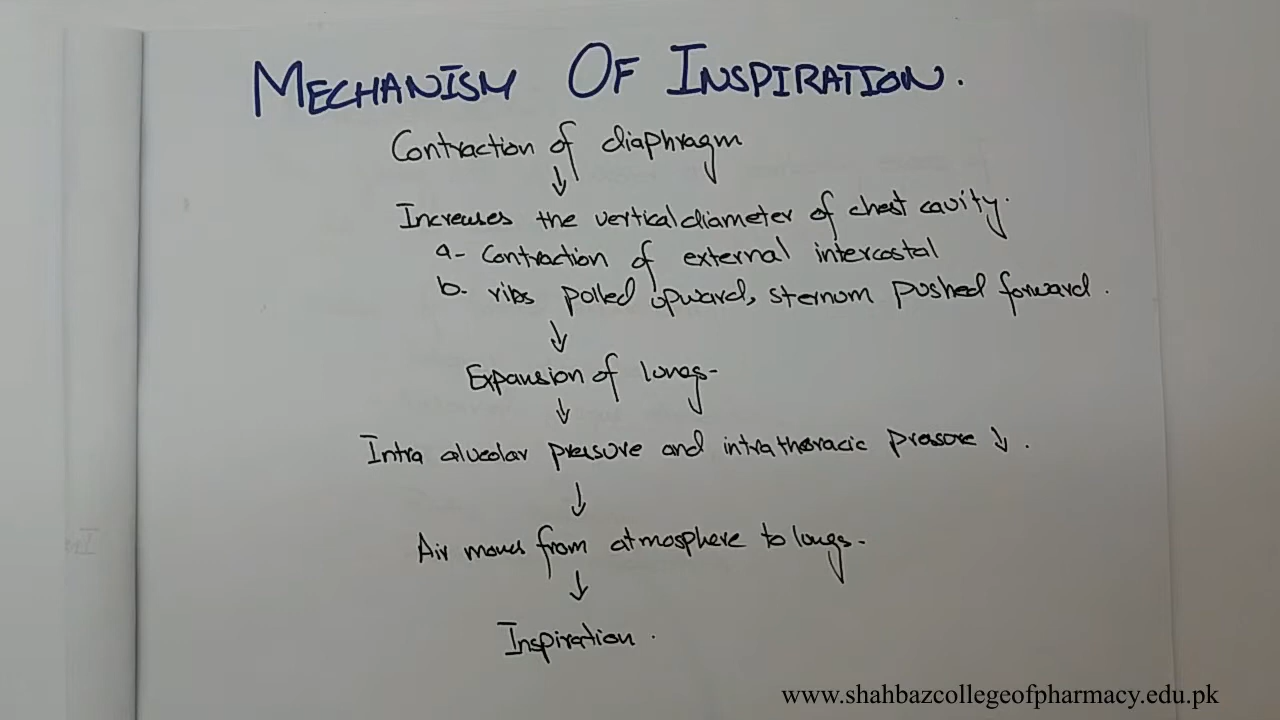 MECHANISM OF INSPIRATION.
Contraction of diaphragm
↓
Increases the vertical diameter of chest cavity.
a- Contraction of external intercostal
b. ribs polled upward, sternum pushed forward.
↓
Expansion of lungs-
↓
Intra alveolar pressure and intrathoracic pressure ↓.
↓
Air moves from atmosphere to lungs-
↓
Inspiration.
www.shahbazcollegeofpharmacy.edu.pk